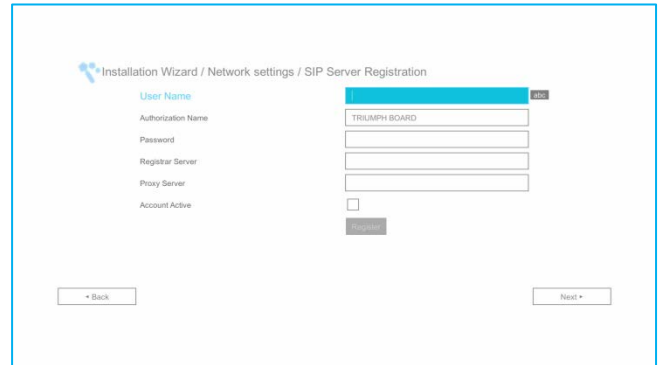 Installation Wizard / Network settings / SIP Server Registration
User Name abc
Authorization Name TRIUMPH BOARD
Password
Registrar Server
Proxy Server
Account Active
Register
◂ Back Next ▸